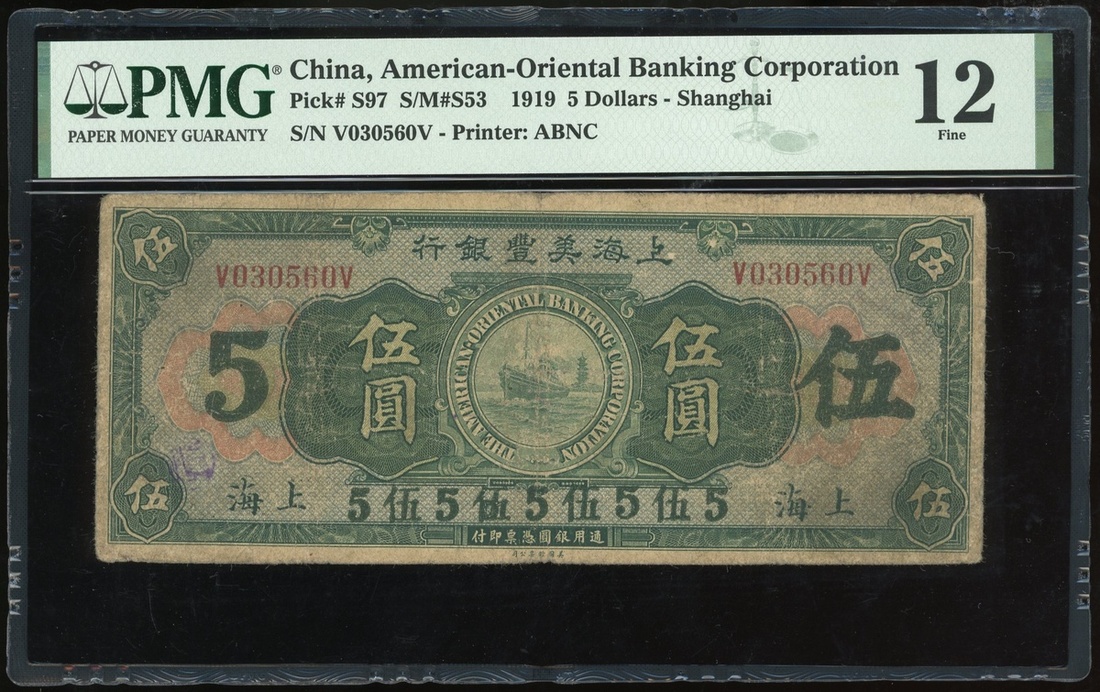 PMG®
PAPER MONEY GUARANTY
China, American-Oriental Banking Corporation
Pick# S97 S/M#S53 1919 5 Dollars - Shanghai
S/N V030560V - Printer: ABNC
12
Fine
行銀豐美海上
伍
伍
V030560V
V030560V
THE AMERICAN-ORIENTAL BANKING CORPORATION
5
伍圓
伍圓
伍
海上
5伍5伍5伍5伍5
海上
伍
伍
付印票憑圓銀用通